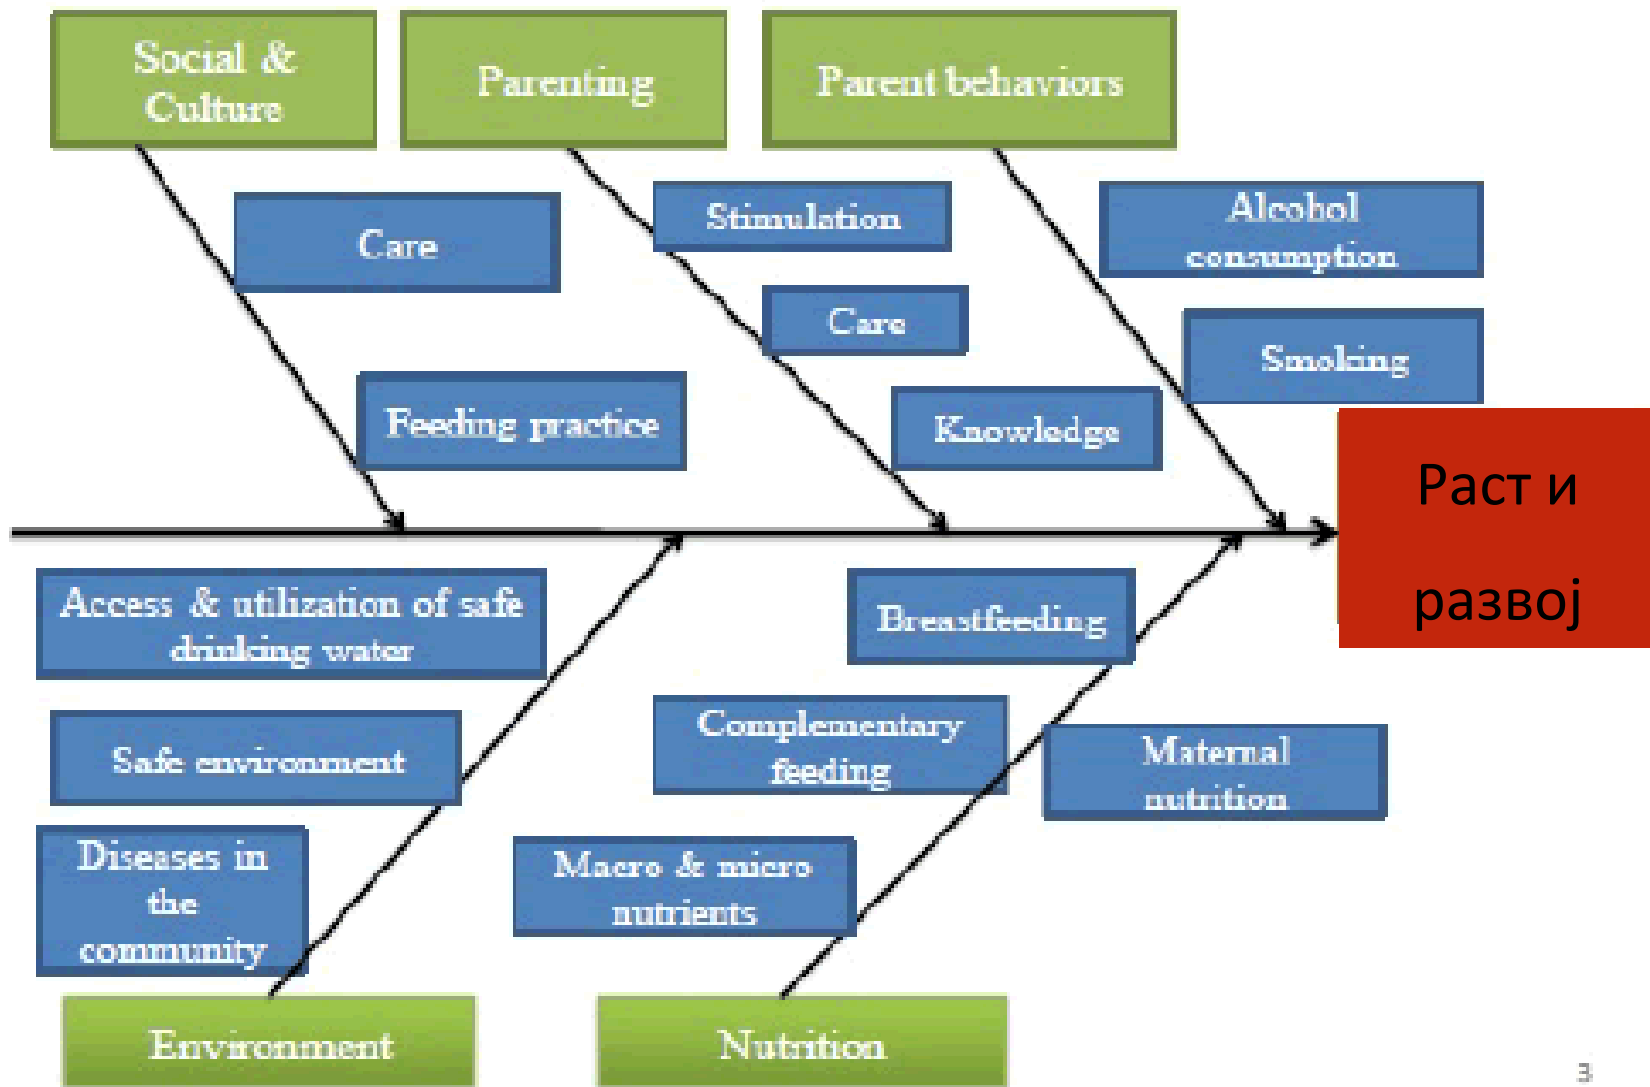 Social &
Culture
Parenting
Parent behaviors
Care
Stimulation
Alcohol
consumption
Care
Smoking
Feeding practice
Knowledge
Раст и
развој
Access & utilization of safe
drinking water
Breastfeeding
Safe environment
Complementary
feeding
Maternal
nutrition
Diseases in
the
community
Macro & micro
nutrients
Environment
Nutrition
3